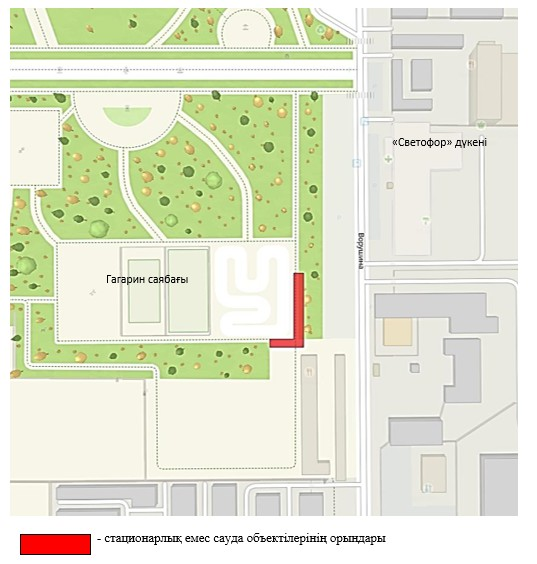 «Светофор» дүкені
Ворушина
Гагарин саябағы
- стационарлық емес сауда объектілерінің орындары